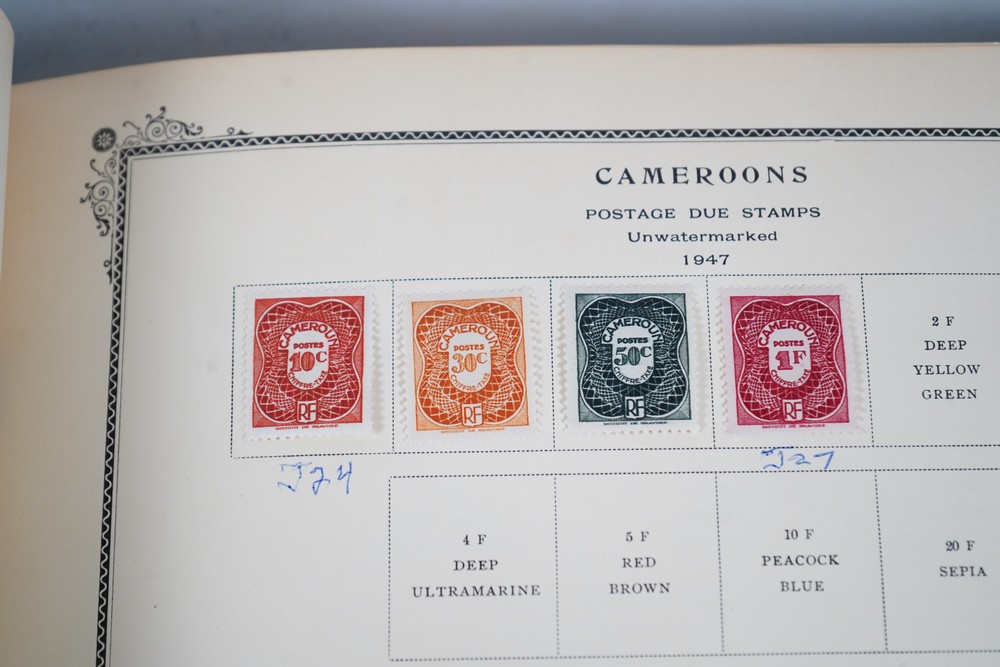 CAMEROONS
POSTAGE DUE STAMPS
Unwatermarked
1947
CAMEROUN
POSTES
10C
CHIFFRE-TAXE
RF
CAMEROUN
POSTES
30C
CHIFFRE-TAXE
RF
CAMEROUN
POSTES
50C
CHIFFRE-TAXE
RF
CAMEROUN
POSTES
1F
CHIFFRE-TAXE
RF
2 F
DEEP
YELLOW
GREEN
J24
J27
4 F
DEEP
ULTRAMARINE
5 F
RED
BROWN
10 F
PEACOCK
BLUE
20 F
SEPIA